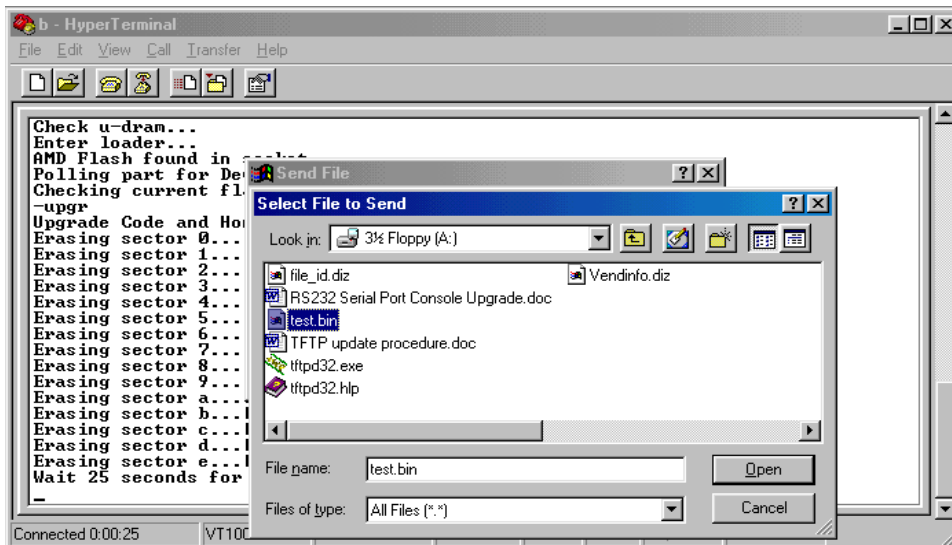 b - HyperTerminal
File Edit View Call Transfer Help
Check u-dram...
Enter loader...
AMD Flash found in socket
Polling part for De
Checking current fl
-upgr
Upgrade Code and Ho
Erasing sector 0...
Erasing sector 1...
Erasing sector 2...
Erasing sector 3...
Erasing sector 4...
Erasing sector 5...
Erasing sector 6...
Erasing sector 7...
Erasing sector 8...
Erasing sector 9...
Erasing sector a...
Erasing sector b...
Erasing sector c...
Erasing sector d...
Erasing sector e...
Wait 25 seconds for
Send File
Select File to Send
Look in: 3½ Floppy (A:)
file_id.diz
RS232 Serial Port Console Upgrade.doc
test.bin
TFTP update procedure.doc
tftpd32.exe
tftpd32.hlp
Vendinfo.diz
File name: test.bin
Open
Files of type: All Files (*.*)
Cancel
Connected 0:00:25 VT100